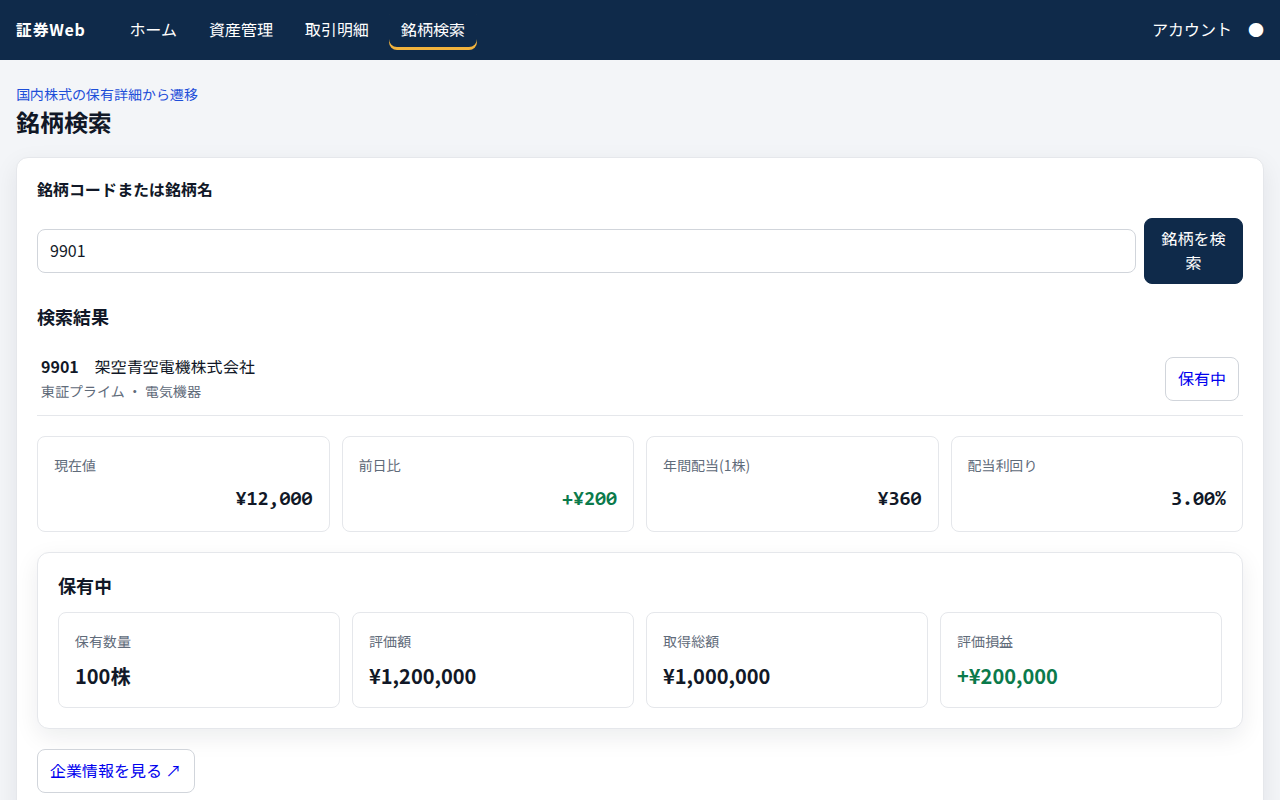 証券Web ホーム 資産管理 取引明細 銘柄検索 アカウント
国内株式の保有詳細から遷移
銘柄検索
銘柄コードまたは銘柄名
9901
銘柄を検
索
検索結果
9901 架空青空電機株式会社
東証プライム ・ 電気機器
保有中
現在値 前日比 年間配当(1株) 配当利回り
¥12,000 +¥200 ¥360 3.00%
保有中
保有数量 評価額 取得総額 評価損益
100株 ¥1,200,000 ¥1,000,000 +¥200,000
企業情報を見る ↗